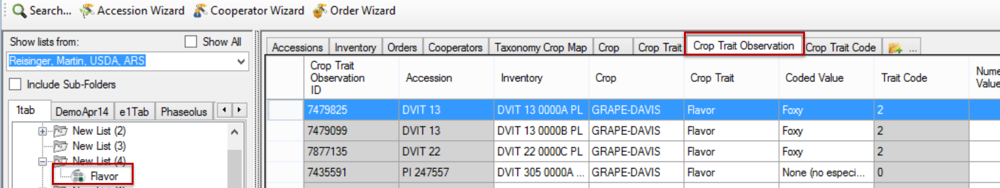 Search... Accession Wizard Cooperator Wizard Order Wizard
Show lists from: Show All
Reisinger, Martin, USDA, ARS
Include Sub-Folders
1tab DemoApr14 e1Tab Phaseolus
New List (2)
New List (3)
New List (4)
Flavor
Accessions Inventory Orders Cooperators Taxonomy Crop Map Crop Crop Trait Crop Trait Observation Crop Trait Code ...
Crop Trait Observation ID Accession Inventory Crop Crop Trait Coded Value Trait Code Nume Value
7479825 DVIT 13 DVIT 13 0000A PL GRAPE-DAVIS Flavor Foxy 2
7479099 DVIT 13 DVIT 13 0000B PL GRAPE-DAVIS Flavor Foxy 2
7877135 DVIT 22 DVIT 22 0000C PL GRAPE-DAVIS Flavor Foxy 2
7435591 PI 247557 DVIT 305 0000A ... GRAPE-DAVIS Flavor None (no especi... 0